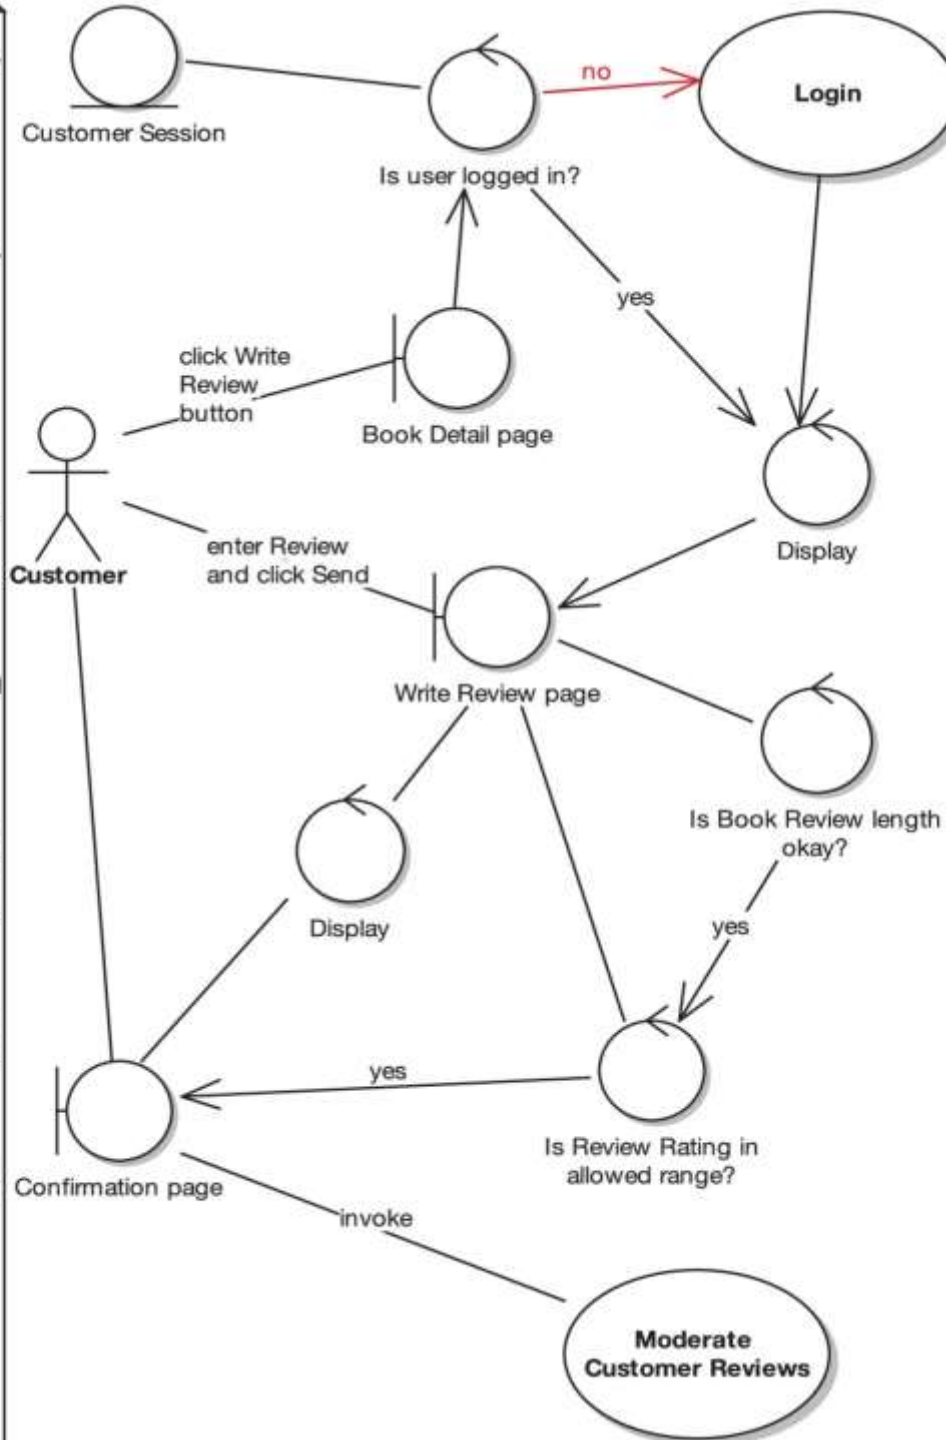 no
Login
Customer Session
Is user logged in?
yes
click Write
Review
button
Book Detail page
Customer
enter Review
and click Send
Display
Write Review page
Is Book Review length
okay?
Display
yes
yes
Is Review Rating in
allowed range?
Confirmation page
invoke
Moderate
Customer Reviews